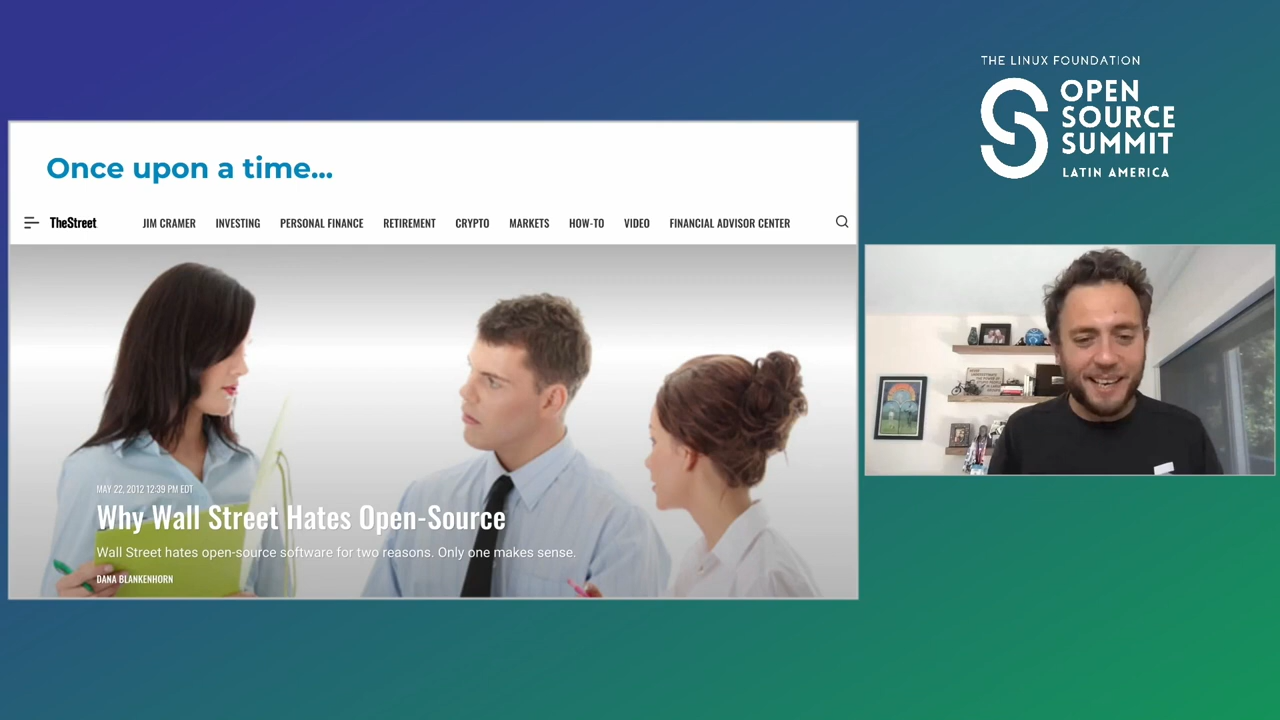 THE LINUX FOUNDATION
OPEN
SOURCE
SUMMIT
LATIN AMERICA
Once upon a time...
TheStreet
JIM CRAMER INVESTING PERSONAL FINANCE RETIREMENT CRYPTO MARKETS HOW-TO VIDEO FINANCIAL ADVISOR CENTER
MAY 22, 2012 12:39 PM EDT
Why Wall Street Hates Open-Source
Wall Street hates open-source software for two reasons. Only one makes sense.
DANA BLANKENHORN